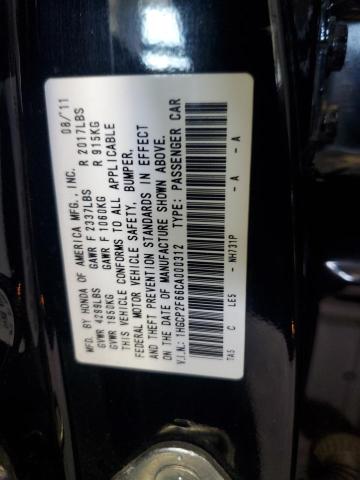 MFD. BY HONDA OF AMERICA MFG., INC. 08/11
GVWR 4299LBS GAWR F 2337LBS R 2017LBS
GVWR 1950KG GAWR F 1060KG R 915KG
THIS VEHICLE CONFORMS TO ALL APPLICABLE
FEDERAL MOTOR VEHICLE SAFETY, BUMPER,
AND THEFT PREVENTION STANDARDS IN EFFECT
ON THE DATE OF MANUFACTURE SHOWN ABOVE.
V.I.N.: 1HGCP2F66CA000312 TYPE: PASSENGER CAR
TA5 C LE5 - NH731P - A - A